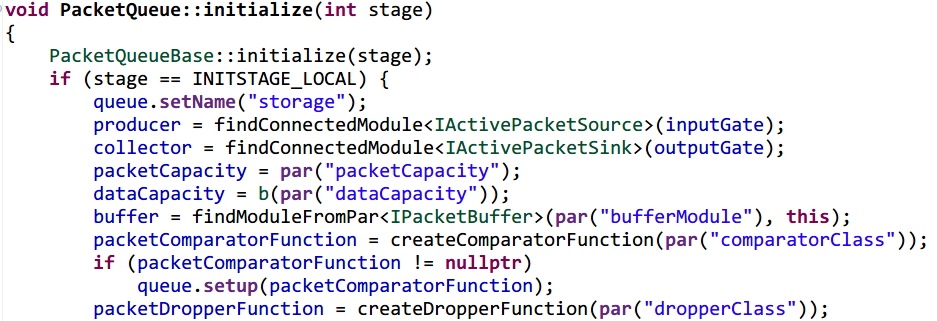 void PacketQueue::initialize(int stage)
{
    PacketQueueBase::initialize(stage);
    if (stage == INITSTAGE_LOCAL) {
        queue.setName("storage");
        producer = findConnectedModule<IActivePacketSource>(inputGate);
        collector = findConnectedModule<IActivePacketSink>(outputGate);
        packetCapacity = par("packetCapacity");
        dataCapacity = b(par("dataCapacity"));
        buffer = findModuleFromPar<IPacketBuffer>(par("bufferModule"), this);
        packetComparatorFunction = createComparatorFunction(par("comparatorClass"));
        if (packetComparatorFunction != nullptr)
            queue.setup(packetComparatorFunction);
        packetDropperFunction = createDropperFunction(par("dropperClass"));